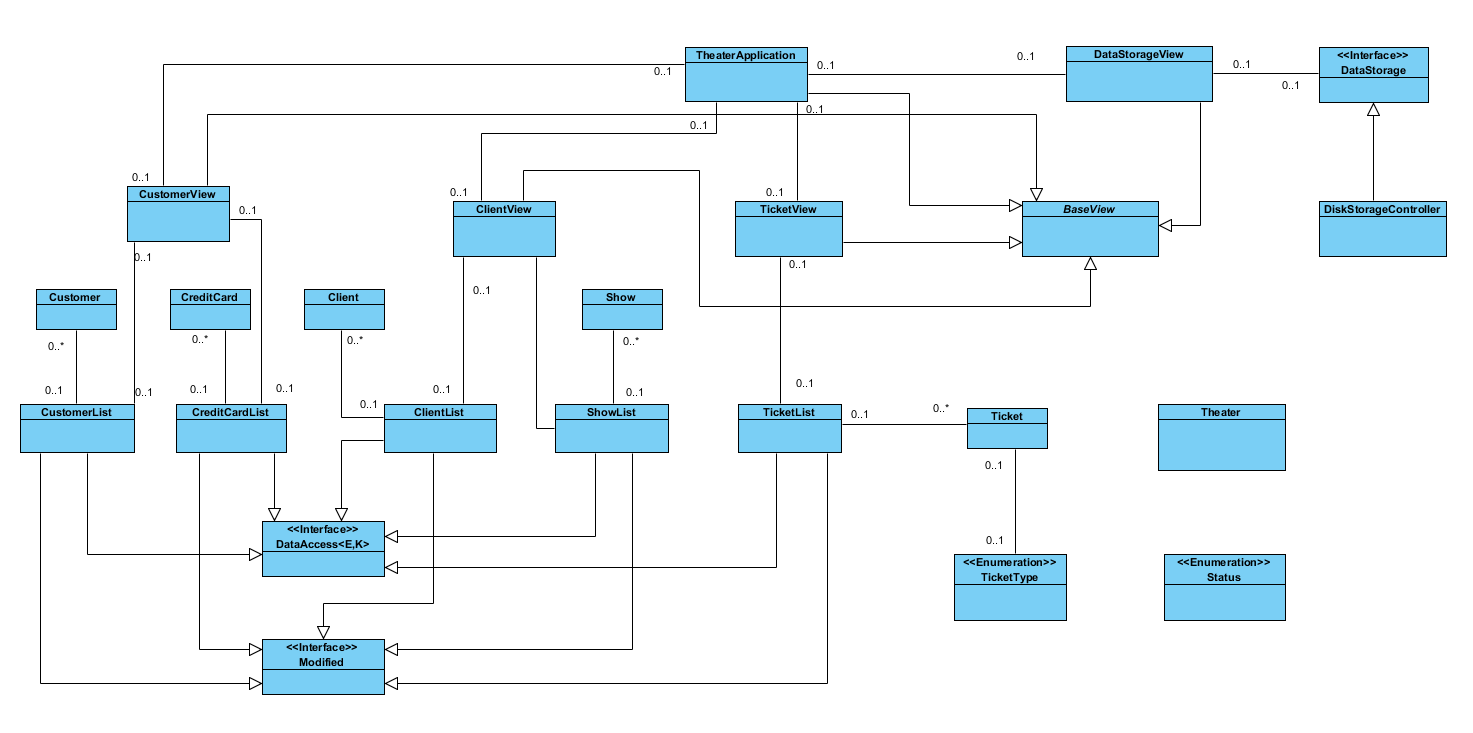 TheaterApplication
DataStorageView
<<Interface>>
DataStorage
0..1
0..1
0..1
0..1
0..1
0..1
0..1
0..1
0..1
0..1
CustomerView
ClientView
TicketView
BaseView
DiskStorageController
0..1
0..1
0..1
0..1
Customer
CreditCard
Client
Show
0..*
0..*
0..*
0..*
0..1
0..1
0..1
0..1
0..1
0..1
0..1
0..1
CustomerList
CreditCardList
ClientList
ShowList
TicketList
0..1
0..*
Ticket
Theater
0..1
<<Interface>>
DataAccess<E,K>
0..1
<<Enumeration>>
TicketType
<<Enumeration>>
Status
<<Interface>>
Modified